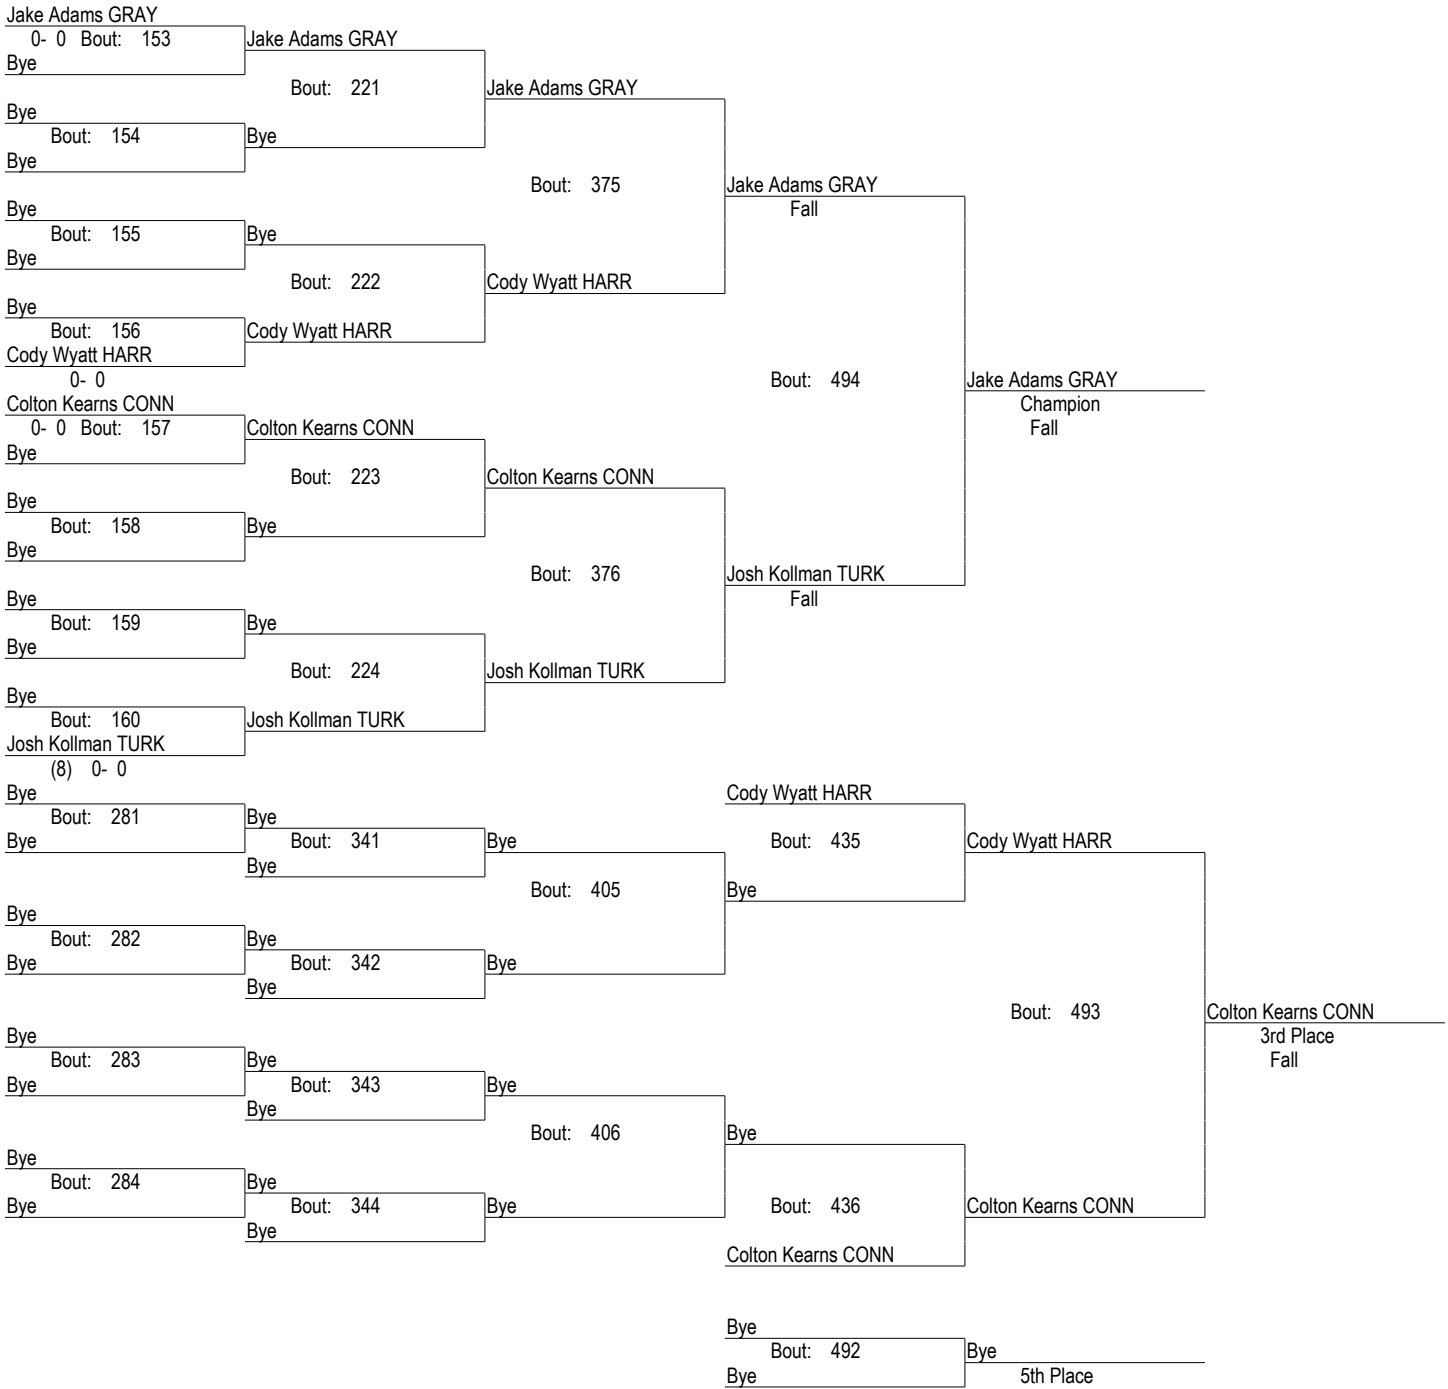 Jake Adams GRAY
0- 0 Bout: 153 Jake Adams GRAY
Bye
Bout: 221 Jake Adams GRAY
Bye
Bout: 154 Bye
Bye
Bout: 375 Jake Adams GRAY
Bye Fall
Bout: 155 Bye
Bye
Bout: 222 Cody Wyatt HARR
Bye
Bout: 156 Cody Wyatt HARR
Cody Wyatt HARR
0- 0 Bout: 494 Jake Adams GRAY
Colton Kearns CONN Champion
0- 0 Bout: 157 Colton Kearns CONN Fall
Bye
Bout: 223 Colton Kearns CONN
Bye
Bout: 158 Bye
Bye
Bout: 376 Josh Kollman TURK
Bye Fall
Bout: 159 Bye
Bye
Bout: 224 Josh Kollman TURK
Bye
Bout: 160 Josh Kollman TURK
Josh Kollman TURK
(8) 0- 0
Bye Cody Wyatt HARR
Bout: 281 Bye
Bye Bout: 341 Bye Bout: 435 Cody Wyatt HARR
Bye
Bout: 405 Bye
Bye
Bout: 282 Bye
Bye Bout: 342 Bye
Bye
Bout: 493 Colton Kearns CONN
Bye 3rd Place
Bout: 283 Bye Fall
Bye Bout: 343 Bye
Bye
Bout: 406 Bye
Bye
Bout: 284 Bye
Bye Bout: 344 Bye Bout: 436 Colton Kearns CONN
Bye
Colton Kearns CONN
Bye
Bout: 492 Bye
Bye 5th Place